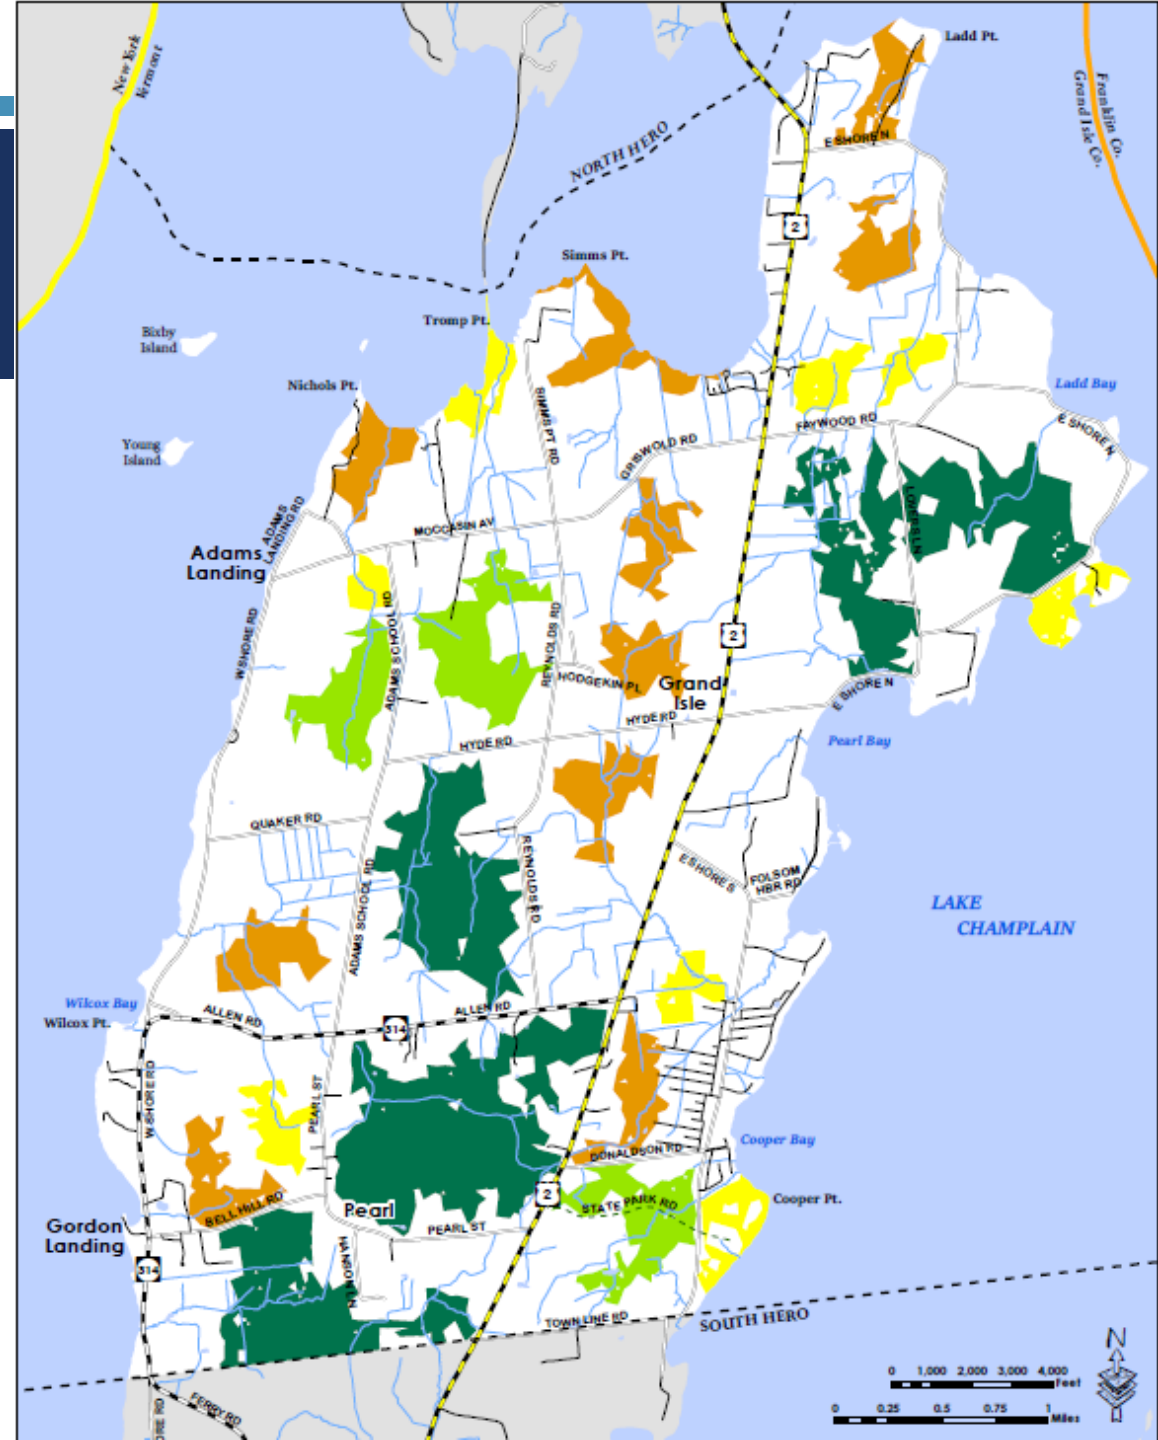 New York
Vermont
Ladd Pt.
Franklin Co.
Grand Isle Co.
NORTH HERO
E SHORE N
2
Simms Pt.
Tromp Pt.
Bixby
Island
Nichols Pt.
Ladd Bay
SIMMS PT RD
FAYWOOD RD
E SHORE N
GRISWOLD RD
Young
Island
LOVERS LN
ADAMS
LANDING RD
MOCCASIN AV
Adams
Landing
ADAMS SCHOOL RD
W SHORE RD
REYNOLDS RD
2
HODGEKIN PL
Grand
Isle
E SHORE N
HYDE RD
HYDE RD
Pearl Bay
QUAKER RD
REYNOLDS RD
E SHORE S
FOLSOM
HBR RD
ADAMS SCHOOL RD
LAKE
CHAMPLAIN
Wilcox Bay
Wilcox Pt.
ALLEN RD
ALLEN RD
314
W SHORE RD
PEARL ST
Cooper Bay
DONALDSON RD
2
STATE PARK RD
Cooper Pt.
BELL HILL RD
Pearl
PEARL ST
Gordon
Landing
HANSON LN
314
TOWN LINE RD
SOUTH HERO
N
0 1,000 2,000 3,000 4,000
Feet
0 0.25 0.5 0.75 1
Miles
FERRY RD
ORE RD